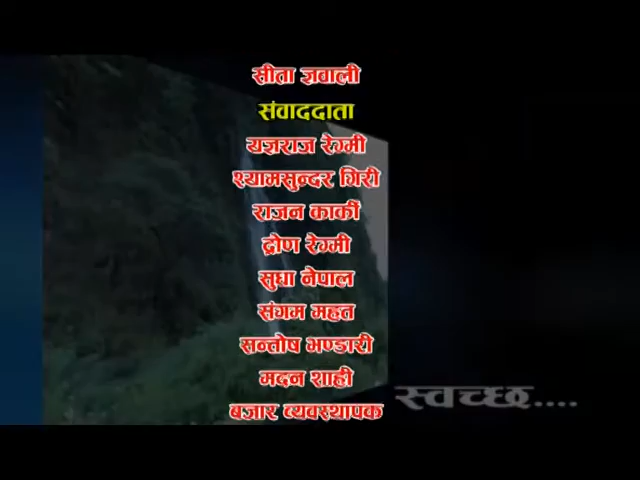 सीता ज्ञवाली
संवाददाता
यज्ञराज रेग्मी
श्यामसुन्दर गिरी
राजन कार्की
द्रोण रेग्मी
सुधा नेपाल
संगम महत
सन्तोष भण्डारी
मदन शाही
बजार ब्यवस्थापक
स्वच्छ....